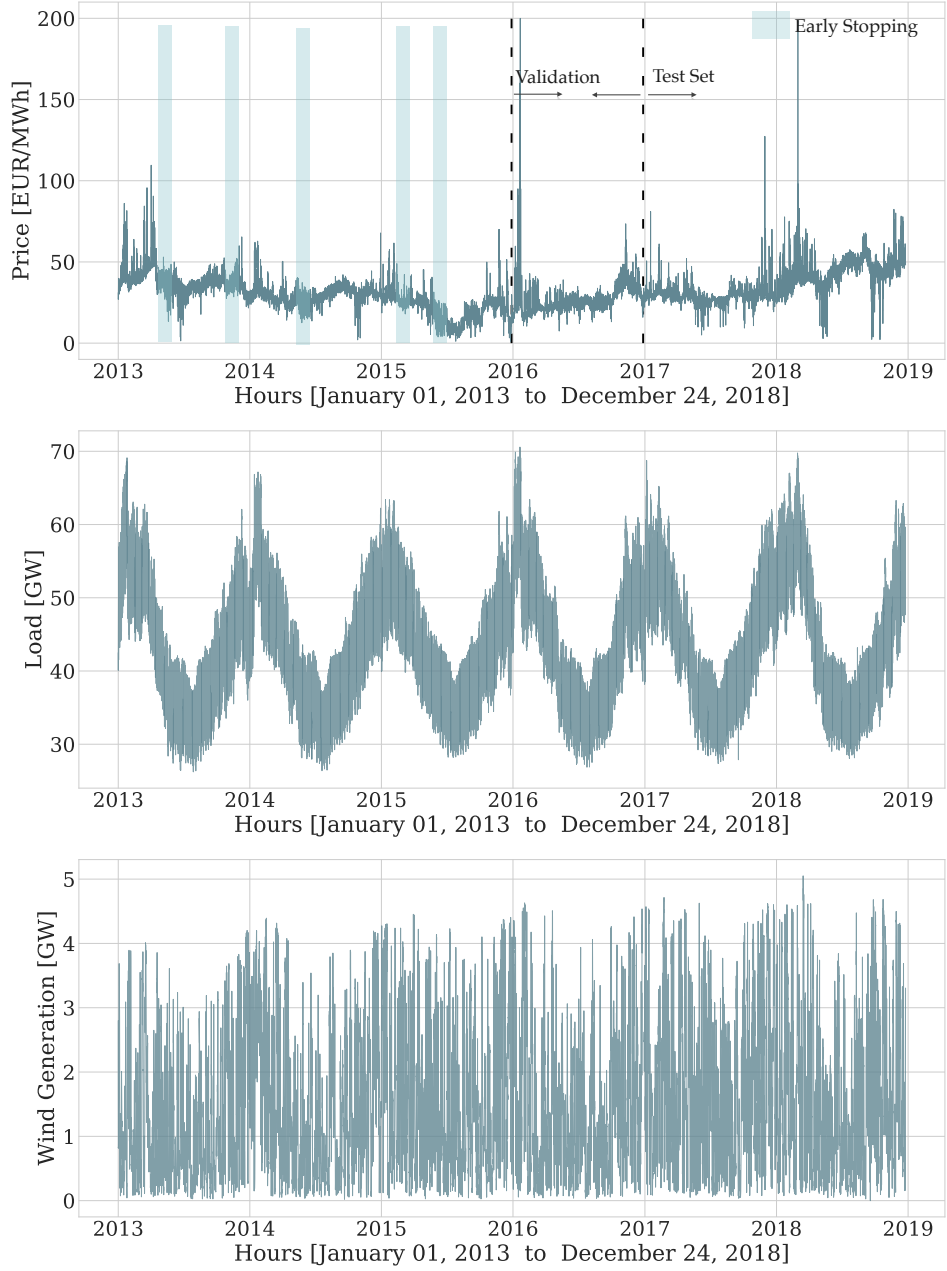 200
150
100
50
0
Price [EUR/MWh]
Early Stopping
Validation
Test Set
2013 2014 2015 2016 2017 2018 2019
Hours [January 01, 2013 to December 24, 2018]
70
60
50
40
30
Load [GW]
2013 2014 2015 2016 2017 2018 2019
Hours [January 01, 2013 to December 24, 2018]
5
4
3
2
1
0
Wind Generation [GW]
2013 2014 2015 2016 2017 2018 2019
Hours [January 01, 2013 to December 24, 2018]